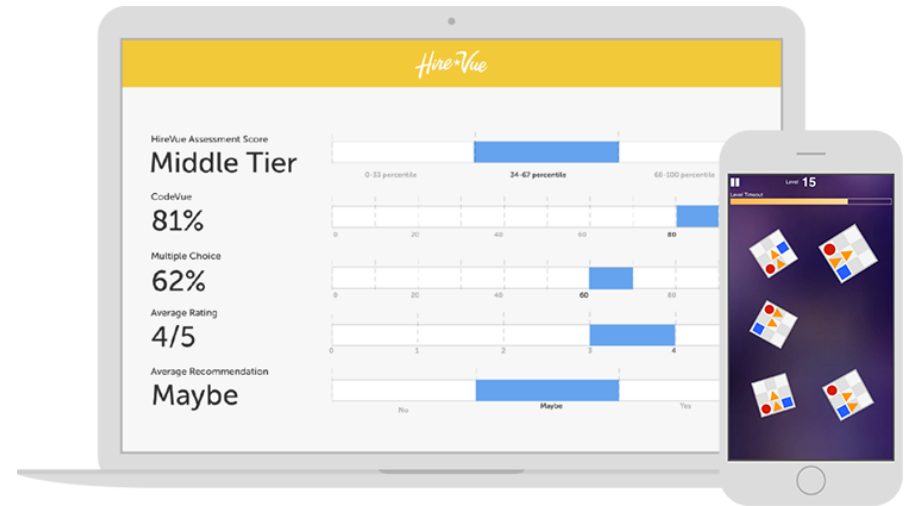 Hire★Vue
HireVue Assessment Score
Middle Tier
0-33 percentile 34-67 percentile 68-100 percentile
CodeVue
81%
0 20 40 60 80
Multiple Choice
62%
0 20 40 60 80
Average Rating
4/5
0 1 2 3 4
Average Recommendation
Maybe
No Maybe Yes
Level 15
Level Timeout